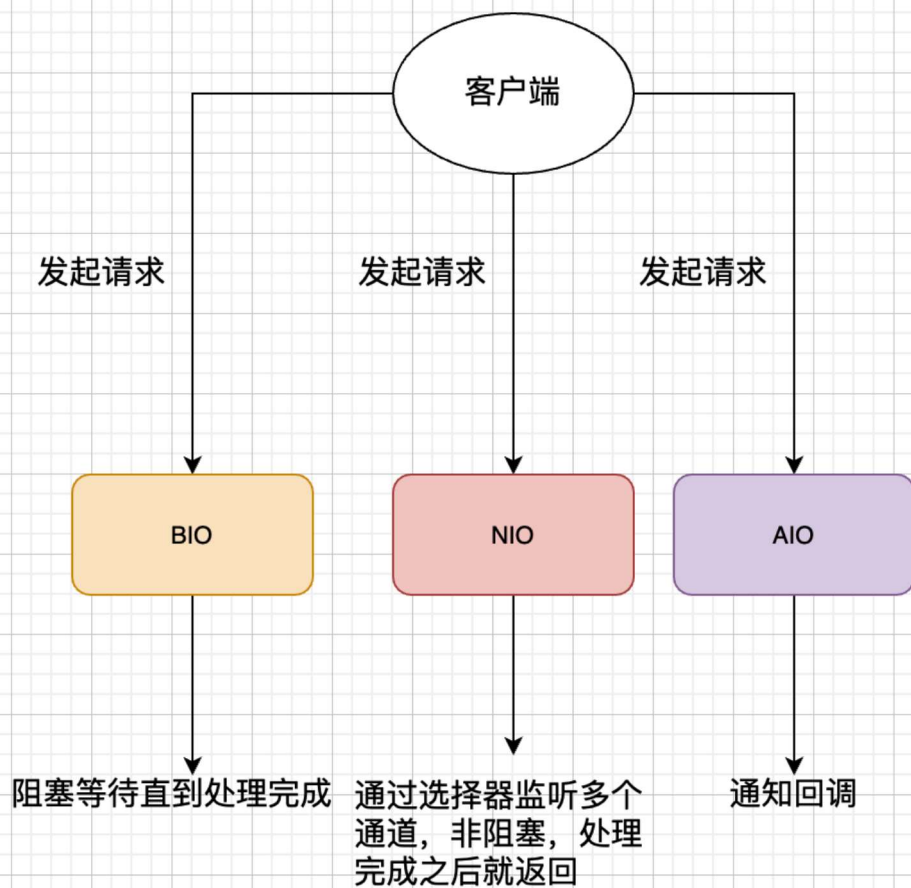 客户端
发起请求
发起请求
发起请求
BIO
NIO
AIO
阻塞等待直到处理完成
通过选择器监听多个
通道，非阻塞，处理
完成之后就返回
通知回调